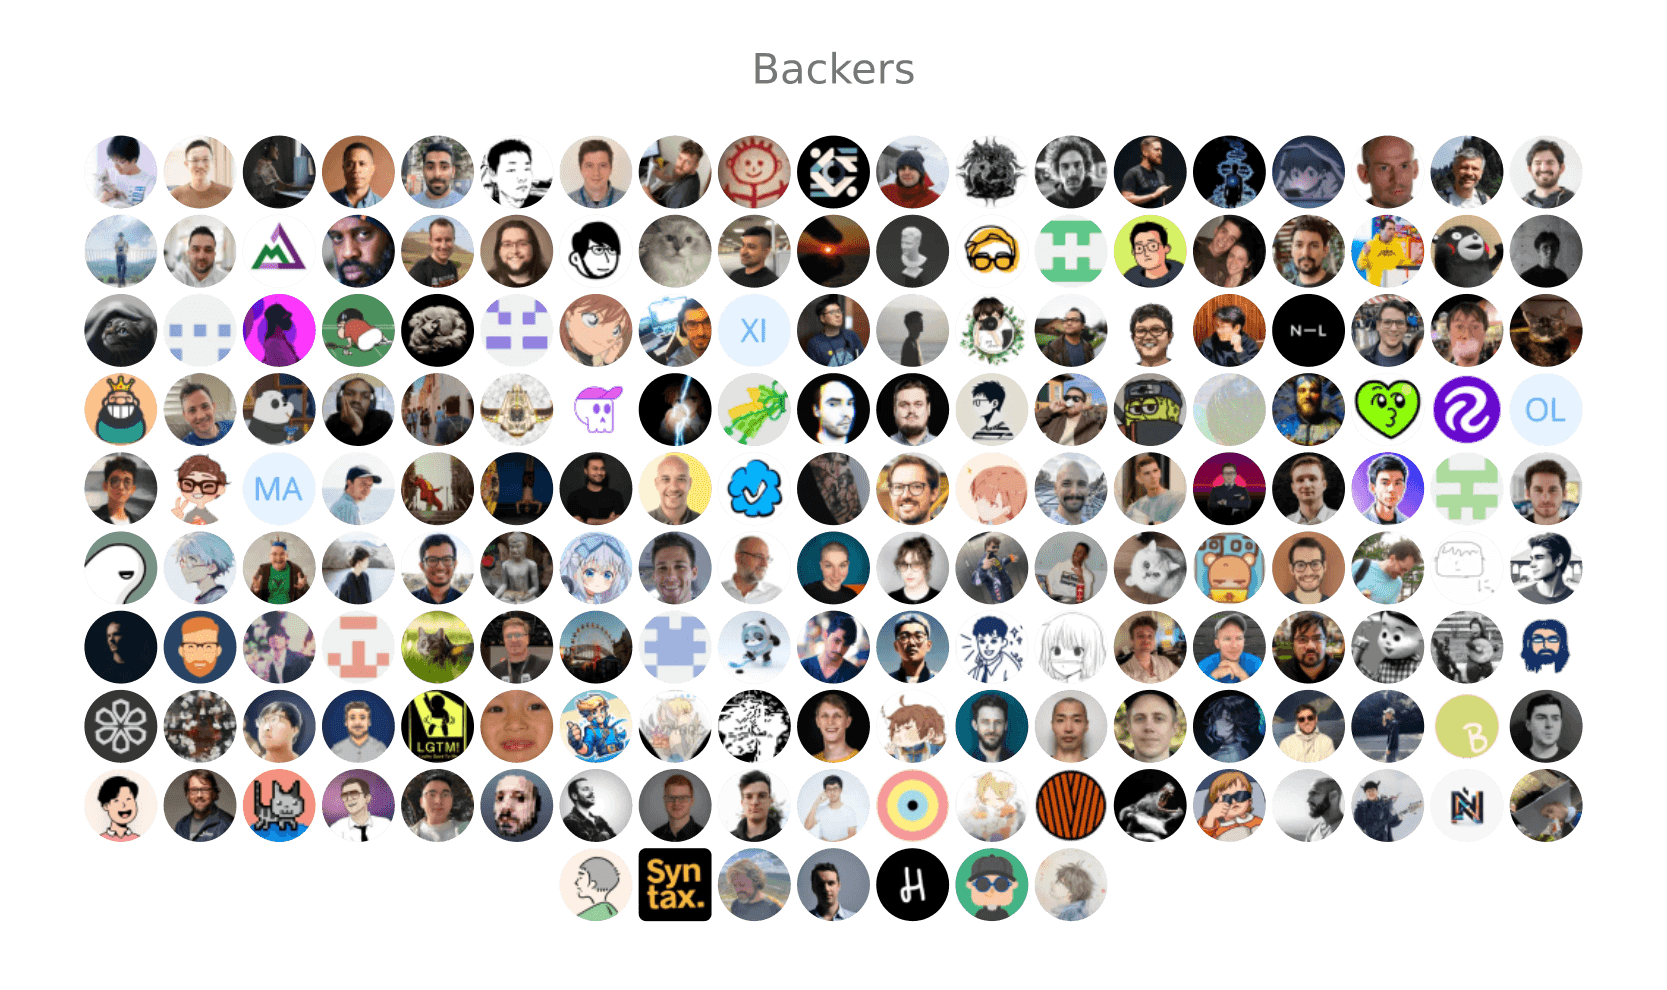 Backers
XI
N—L
OL
MA
LGTM!
B
N
Syn
tax.
H